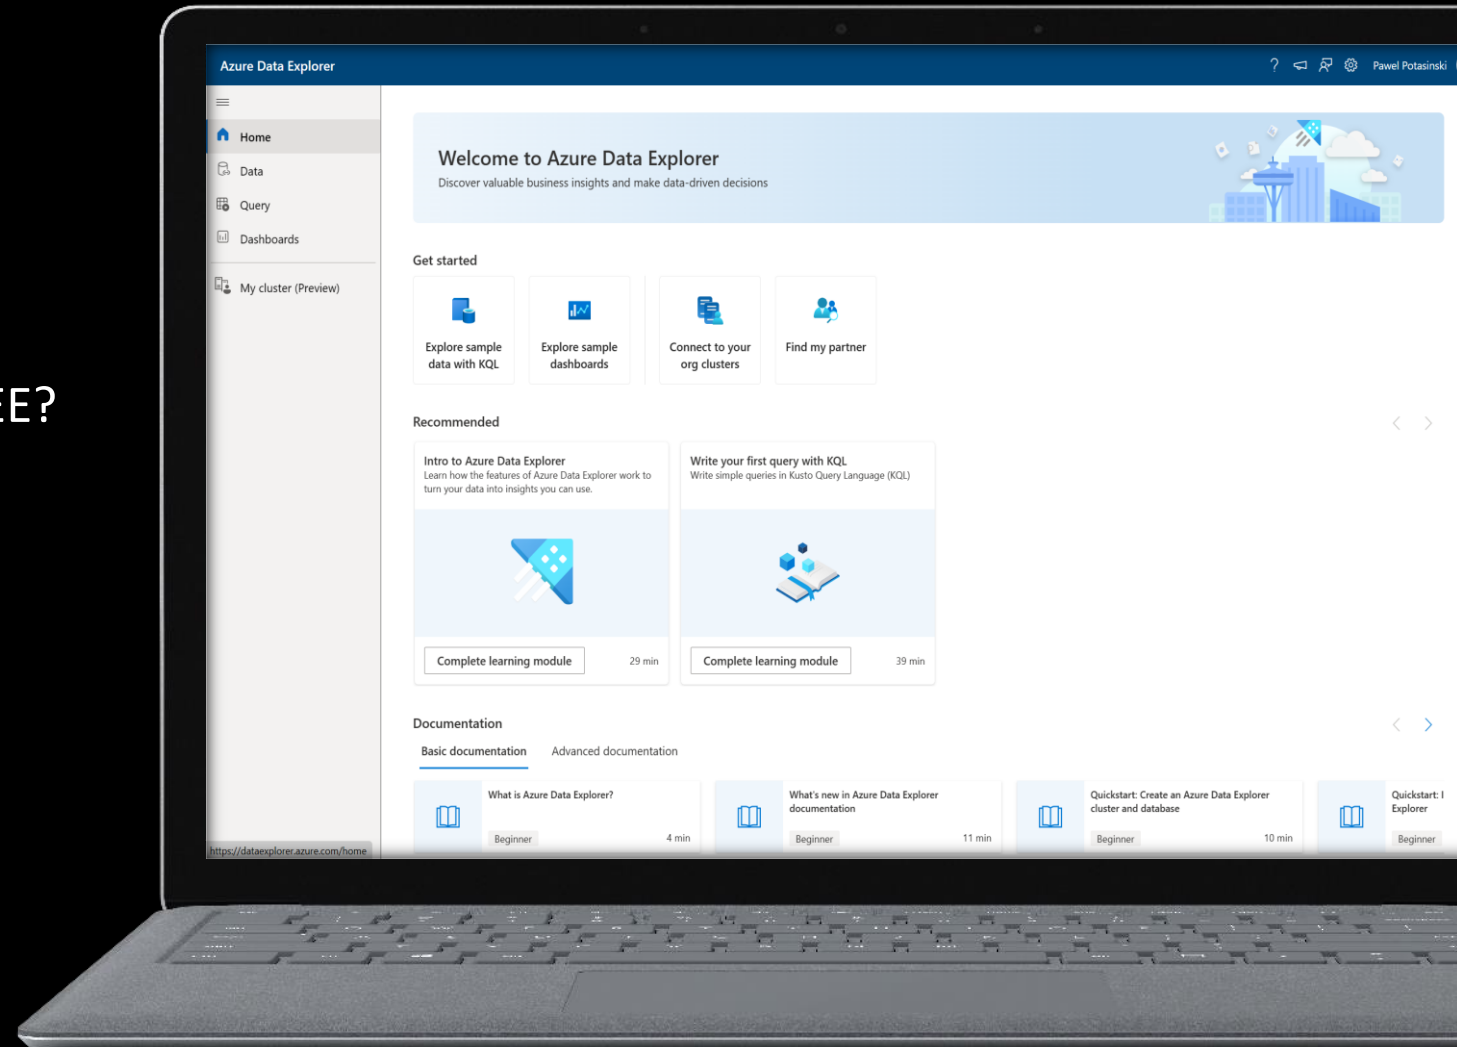 EE?
Azure Data Explorer
Pawel Potasinski
Home
Data
Query
Dashboards
My cluster (Preview)
Welcome to Azure Data Explorer
Discover valuable business insights and make data-driven decisions
Get started
Explore sample
data with KQL
Explore sample
dashboards
Connect to your
org clusters
Find my partner
Recommended
Intro to Azure Data Explorer
Learn how the features of Azure Data Explorer work to
turn your data into insights you can use.
Complete learning module
29 min
Write your first query with KQL
Write simple queries in Kusto Query Language (KQL)
Complete learning module
39 min
Documentation
Basic documentation
Advanced documentation
What is Azure Data Explorer?
Beginner
4 min
What's new in Azure Data Explorer
documentation
Beginner
11 min
Quickstart: Create an Azure Data Explorer
cluster and database
Beginner
10 min
Quickstart:
Explorer
Beginner
https://dataexplorer.azure.com/home